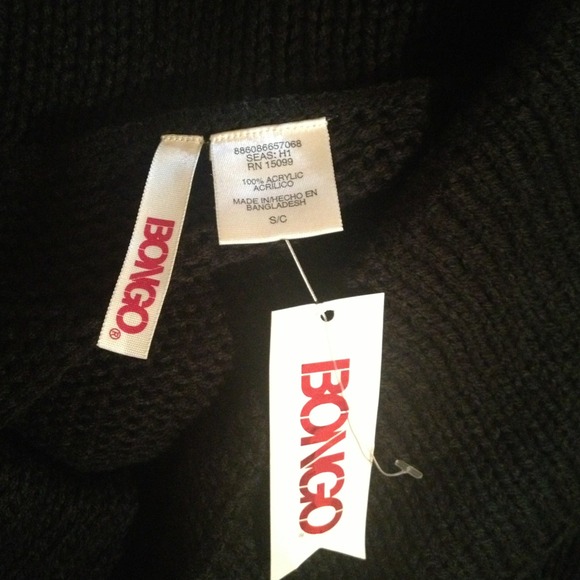 BONGO®
886086657068
SEAS: H1
RN 15099
100% ACRYLIC
ACRILICO
MADE IN/HECHO EN
BANGLADESH
S/C
BONGO